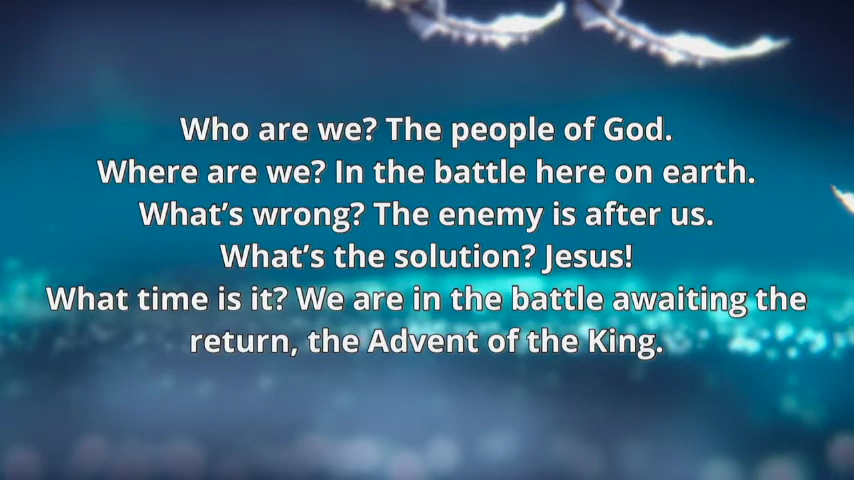 Who are we? The people of God.
Where are we? In the battle here on earth.
What’s wrong? The enemy is after us.
What’s the solution? Jesus!
What time is it? We are in the battle awaiting the
return, the Advent of the King.